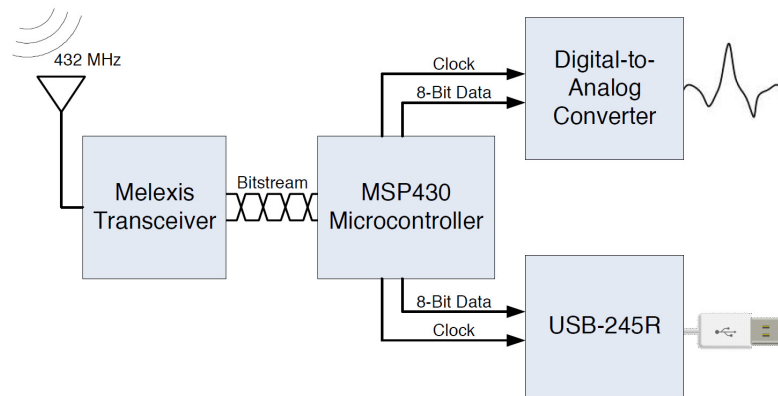 432 MHz
Melexis
Transceiver
Bitstream
MSP430
Microcontroller
Clock
8-Bit Data
Digital-to-
Analog
Converter
8-Bit Data
Clock
USB-245R